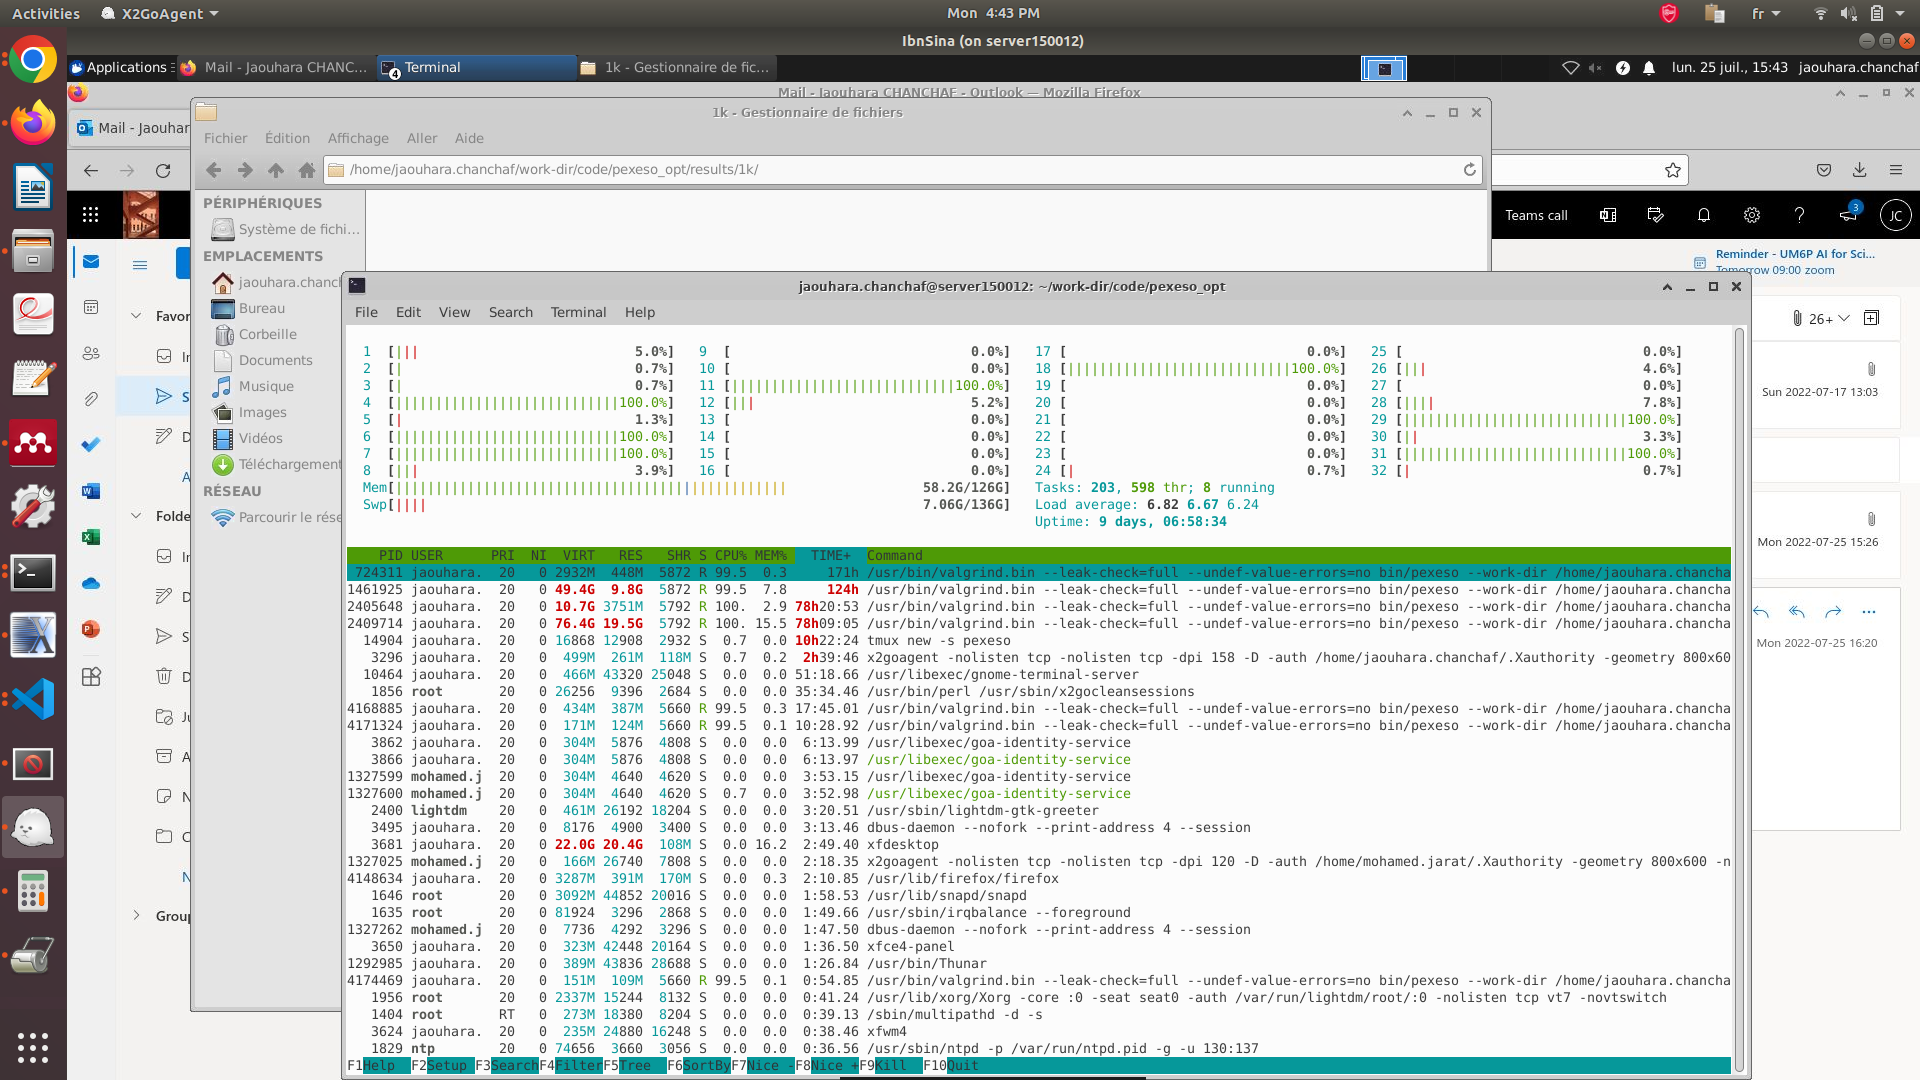 Activities X2GoAgent Mon 4:43 PM fr
IbnSina (on server150012)
Applications Mail - Jaouhara CHANC... 4 Terminal 1k - Gestionnaire de fic... lun. 25 juil., 15:43 jaouhara.chanchaf
Mail - Jaouhara CHANCHAF - Outlook — Mozilla Firefox
Mail - Jaouhar
1k - Gestionnaire de fichiers
Fichier Édition Affichage Aller Aide
/home/jaouhara.chanchaf/work-dir/code/pexeso_opt/results/1k/
PÉRIPHÉRIQUES
Système de fichi...
EMPLACEMENTS
jaouhara.chanch
Bureau
Corbeille
Documents
Musique
Images
Vidéos
Téléchargement
RÉSEAU
Parcourir le rése
Teams call 3 JC
Reminder - UM6P AI for Sci...
Tomorrow 09:00 zoom
26+
Sun 2022-07-17 13:03
Mon 2022-07-25 15:26
Mon 2022-07-25 16:20
Favor
Folde
Group
jaouhara.chanchaf@server150012: ~/work-dir/code/pexeso_opt
File Edit View Search Terminal Help
1 [||| 5.0%] 9 [ 0.0%] 17 [ 0.0%] 25 [ 0.0%]
2 [| 0.7%] 10 [ 0.0%] 18 [||||||||||||||||||||||||||||100.0%] 26 [||| 4.6%]
3 [| 0.7%] 11 [||||||||||||||||||||||||||||100.0%] 19 [ 0.0%] 27 [ 0.0%]
4 [||||||||||||||||||||||||||||100.0%] 12 [||| 5.2%] 20 [ 0.0%] 28 [|||| 7.8%]
5 [| 1.3%] 13 [ 0.0%] 21 [ 0.0%] 29 [||||||||||||||||||||||||||||100.0%]
6 [||||||||||||||||||||||||||||100.0%] 14 [ 0.0%] 22 [ 0.0%] 30 [|| 3.3%]
7 [||||||||||||||||||||||||||||100.0%] 15 [ 0.0%] 23 [ 0.0%] 31 [||||||||||||||||||||||||||||100.0%]
8 [||| 3.9%] 16 [ 0.0%] 24 [| 0.7%] 32 [| 0.7%]
Mem[||||||||||||||||||||||||||||||||||||||||||||||||| 58.2G/126G] Tasks: 203, 598 thr; 8 running
Swp[|||| 7.06G/136G] Load average: 6.82 6.67 6.24
Uptime: 9 days, 06:58:34
PID USER PRI NI VIRT RES SHR S CPU% MEM% TIME+ Command
724311 jaouhara. 20 0 2932M 448M 5872 R 99.5 0.3 171h /usr/bin/valgrind.bin --leak-check=full --undef-value-errors=no bin/pexeso --work-dir /home/jaouhara.chancha
1461925 jaouhara. 20 0 49.4G 9.8G 5872 R 99.5 7.8 124h /usr/bin/valgrind.bin --leak-check=full --undef-value-errors=no bin/pexeso --work-dir /home/jaouhara.chancha
2405648 jaouhara. 20 0 10.7G 3751M 5792 R 100. 2.9 78h20:53 /usr/bin/valgrind.bin --leak-check=full --undef-value-errors=no bin/pexeso --work-dir /home/jaouhara.chancha
2409714 jaouhara. 20 0 76.4G 19.5G 5792 R 100. 15.5 78h09:05 /usr/bin/valgrind.bin --leak-check=full --undef-value-errors=no bin/pexeso --work-dir /home/jaouhara.chancha
14904 jaouhara. 20 0 16868 12908 2932 S 0.7 0.0 10h22:24 tmux new -s pexeso
3296 jaouhara. 20 0 499M 261M 118M S 0.7 0.2 2h39:46 x2goagent -nolisten tcp -nolisten tcp -dpi 158 -D -auth /home/jaouhara.chanchaf/.Xauthority -geometry 800x60
10464 jaouhara. 20 0 466M 43320 25048 S 0.0 0.0 51:18.66 /usr/libexec/gnome-terminal-server
1856 root 20 0 26256 9396 2684 S 0.0 0.0 35:34.46 /usr/bin/perl /usr/sbin/x2gocleansessions
4168885 jaouhara. 20 0 434M 387M 5660 R 99.5 0.3 17:45.01 /usr/bin/valgrind.bin --leak-check=full --undef-value-errors=no bin/pexeso --work-dir /home/jaouhara.chancha
4171324 jaouhara. 20 0 171M 124M 5660 R 99.5 0.1 10:28.92 /usr/bin/valgrind.bin --leak-check=full --undef-value-errors=no bin/pexeso --work-dir /home/jaouhara.chancha
3862 jaouhara. 20 0 304M 5876 4808 S 0.0 0.0 6:13.99 /usr/libexec/goa-identity-service
3866 jaouhara. 20 0 304M 5876 4808 S 0.0 0.0 6:13.97 /usr/libexec/goa-identity-service
1327599 mohamed.j 20 0 304M 4640 4620 S 0.0 0.0 3:53.15 /usr/libexec/goa-identity-service
1327600 mohamed.j 20 0 304M 4640 4620 S 0.7 0.0 3:52.98 /usr/libexec/goa-identity-service
2400 lightdm 20 0 461M 26192 18204 S 0.0 0.0 3:20.51 /usr/sbin/lightdm-gtk-greeter
3495 jaouhara. 20 0 8176 4900 3400 S 0.0 0.0 3:13.46 dbus-daemon --nofork --print-address 4 --session
3681 jaouhara. 20 0 22.0G 20.4G 108M S 0.0 16.2 2:49.40 xfdesktop
1327025 mohamed.j 20 0 166M 26740 7808 S 0.0 0.0 2:18.35 x2goagent -nolisten tcp -nolisten tcp -dpi 120 -D -auth /home/mohamed.jarat/.Xauthority -geometry 800x600 -n
4148634 jaouhara. 20 0 3287M 391M 170M S 0.0 0.3 2:10.85 /usr/lib/firefox/firefox
1646 root 20 0 3092M 44852 20016 S 0.0 0.0 1:58.53 /usr/lib/snapd/snapd
1635 root 20 0 81924 3296 2868 S 0.0 0.0 1:49.66 /usr/sbin/irqbalance --foreground
1327262 mohamed.j 20 0 7736 4292 3296 S 0.0 0.0 1:47.50 dbus-daemon --nofork --print-address 4 --session
3650 jaouhara. 20 0 323M 42448 20164 S 0.0 0.0 1:36.50 xfce4-panel
1292985 jaouhara. 20 0 389M 43836 28688 S 0.0 0.0 1:26.84 /usr/bin/Thunar
4174469 jaouhara. 20 0 151M 109M 5660 R 99.5 0.1 0:54.85 /usr/bin/valgrind.bin --leak-check=full --undef-value-errors=no bin/pexeso --work-dir /home/jaouhara.chancha
1956 root 20 0 2337M 15244 8132 S 0.0 0.0 0:41.24 /usr/lib/xorg/Xorg -core :0 -seat seat0 -auth /var/run/lightdm/root/:0 -nolisten tcp vt7 -novtswitch
1404 root RT 0 273M 18380 8204 S 0.0 0.0 0:39.13 /sbin/multipathd -d -s
3624 jaouhara. 20 0 235M 24880 16248 S 0.0 0.0 0:38.46 xfwm4
1829 ntp 20 0 74656 3660 3056 S 0.0 0.0 0:36.56 /usr/sbin/ntpd -p /var/run/ntpd.pid -g -u 130:137
F1Help F2Setup F3SearchF4FilterF5Tree F6SortByF7Nice -F8Nice +F9Kill F10Quit